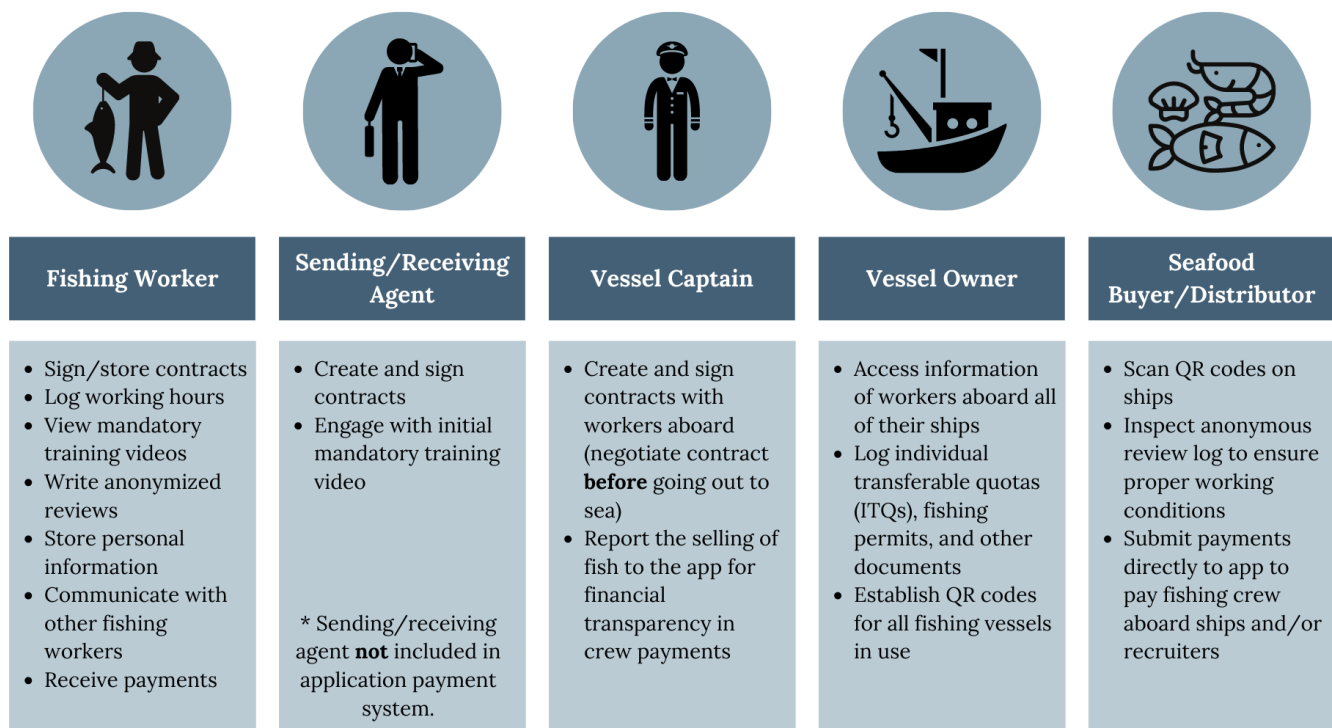 Fishing Worker
Sending/Receiving
Agent
Vessel Captain
Vessel Owner
Seafood
Buyer/Distributor
• Sign/store contracts
• Log working hours
• View mandatory
training videos
• Write anonymized
reviews
• Store personal
information
• Communicate with
other fishing
workers
• Receive payments
• Create and sign
contracts
• Engage with initial
mandatory training
video
* Sending/receiving
agent not included in
application payment
system.
• Create and sign
contracts with
workers aboard
(negotiate contract
before going out to
sea)
• Report the selling of
fish to the app for
financial
transparency in
crew payments
• Access information
of workers aboard all
of their ships
• Log individual
transferable quotas
(ITQs), fishing
permits, and other
documents
• Establish QR codes
for all fishing vessels
in use
• Scan QR codes on
ships
• Inspect anonymous
review log to ensure
proper working
conditions
• Submit payments
directly to app to
pay fishing crew
aboard ships and/or
recruiters